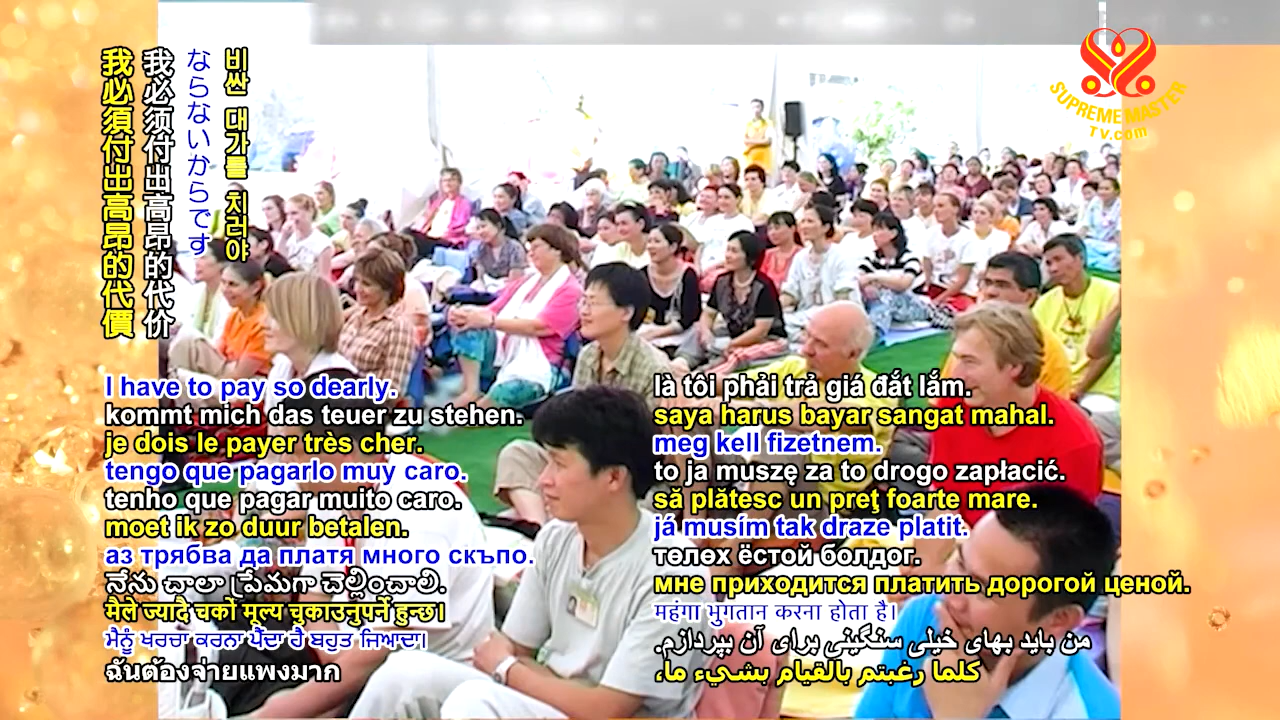 我必須付出高昂的代價
我必须付出高昂的代价
ならないからです
비싼 대가를 치러야
SUPREME MASTER
TV.com
I have to pay so dearly.
kommt mich das teuer zu stehen.
je dois le payer très cher.
tengo que pagarlo muy caro.
tenho que pagar muito caro.
moet ik zo duur betalen.
аз трябва да платя много скъпо.
నేను చాలా ప్రేమగా చెల్లించాలి.
मैले ज्यादै चर्को मूल्य चुकाउनुपर्ने हुन्छ।
ਮੈਨੂੰ ਖਰਚਾ ਕਰਨਾ ਪੈਂਦਾ ਹੈ ਬਹੁਤ ਜਿਆਦਾ।
ฉันต้องจ่ายแพงมาก
là tôi phải trả giá đắt lắm.
saya harus bayar sangat mahal.
meg kell fizetnem.
to ja muszę za to drogo zapłacić.
să plătesc un preţ foarte mare.
já musím tak draze platit.
төлөх ёстой болдог.
мне приходится платить дорогой ценой.
महंगा भुगतान करना होता है।
من باید بهای خیلی سنگینی برای آن بپردازم.
كلما رغبتم بالقيام بشيء ما،